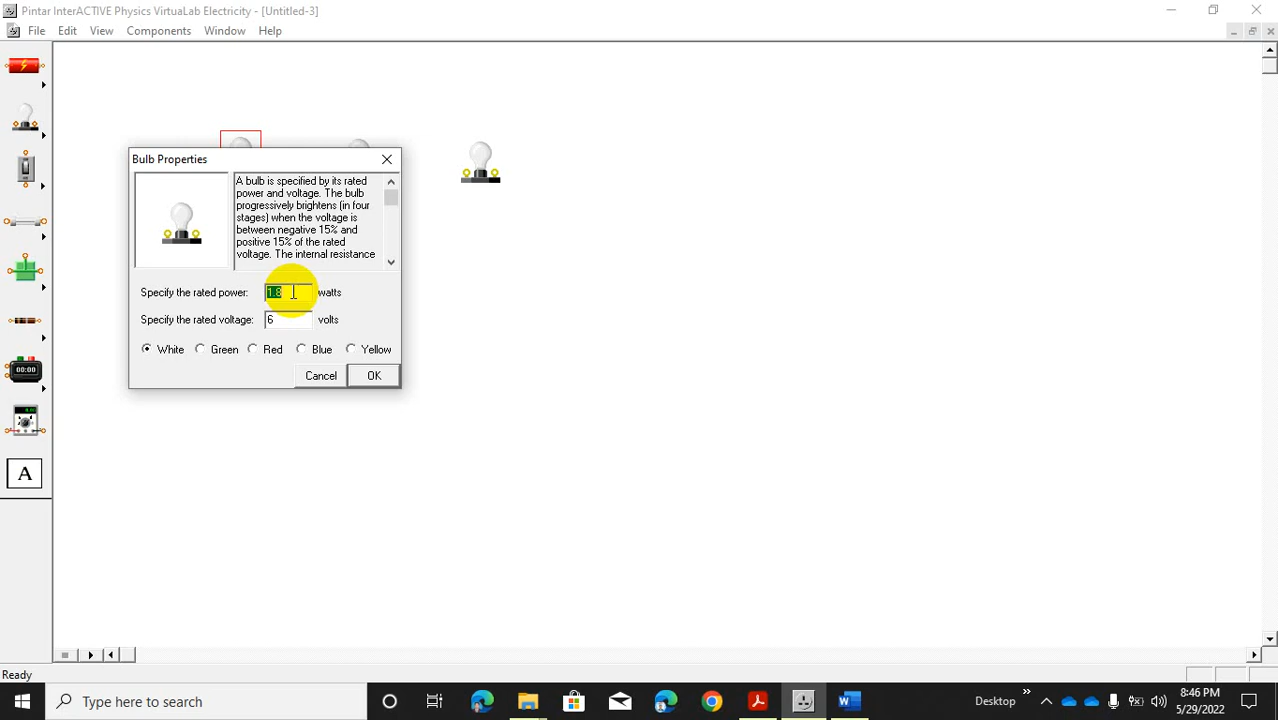 Pintar InterACTIVE Physics VirtuaLab Electricity - [Untitled-3]
File Edit View Components Window Help
Bulb Properties
A bulb is specified by its rated
power and voltage. The bulb
progressively brightens (in four
stages) when the voltage is
between negative 15% and
positive 15% of the rated
voltage. The internal resistance
Specify the rated power: 1.8 watts
Specify the rated voltage: 6 volts
White Green Red Blue Yellow
Cancel OK
00:00
A
Ready
Type here to search
Desktop
8:46 PM
5/29/2022